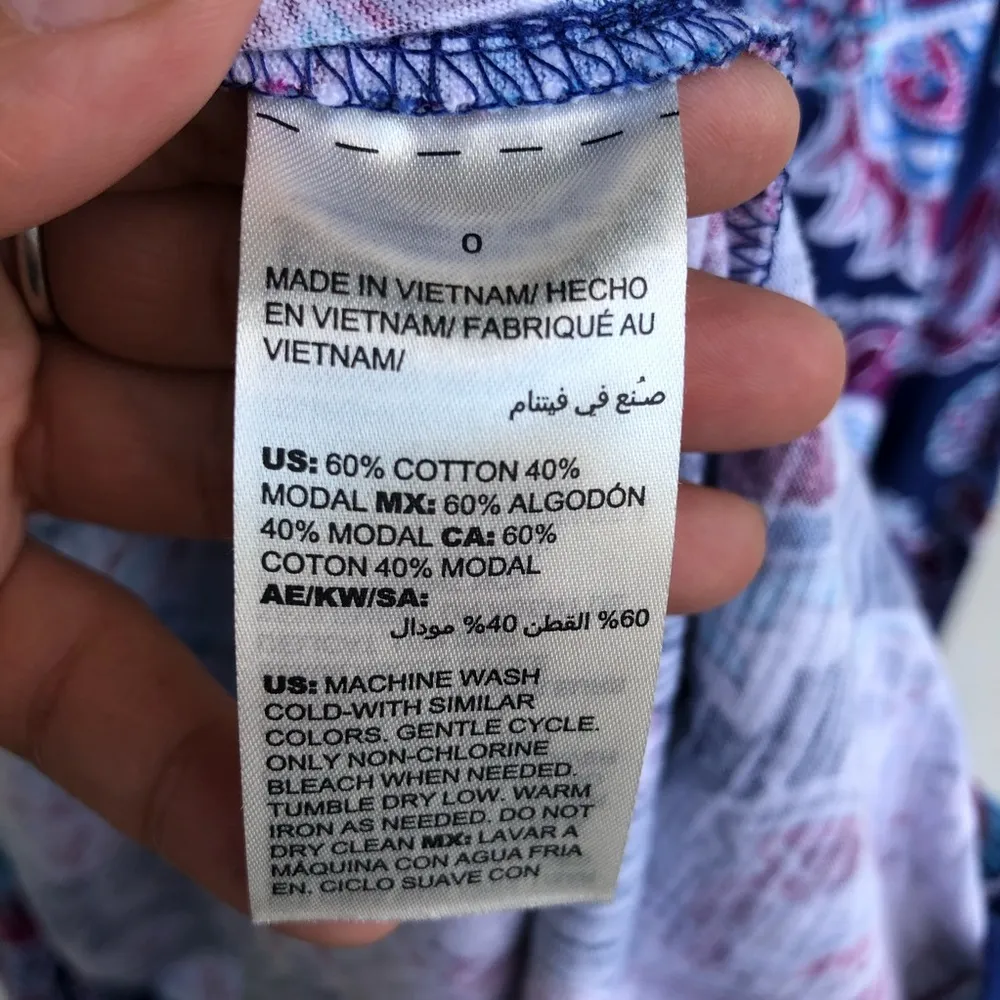 0
MADE IN VIETNAM/ HECHO
EN VIETNAM/ FABRIQUÉ AU
VIETNAM/
صُنع في فيتنام
US: 60% COTTON 40%
MODAL MX: 60% ALGODÓN
40% MODAL CA: 60%
COTON 40% MODAL
AE/KW/SA:
60% القطن 40% مودال
US: MACHINE WASH
COLD-WITH SIMILAR
COLORS. GENTLE CYCLE.
ONLY NON-CHLORINE
BLEACH WHEN NEEDED.
TUMBLE DRY LOW. WARM
IRON AS NEEDED. DO NOT
DRY CLEAN MX: LAVAR A
MÁQUINA CON AGUA FRIA
EN. CICLO SUAVE CON